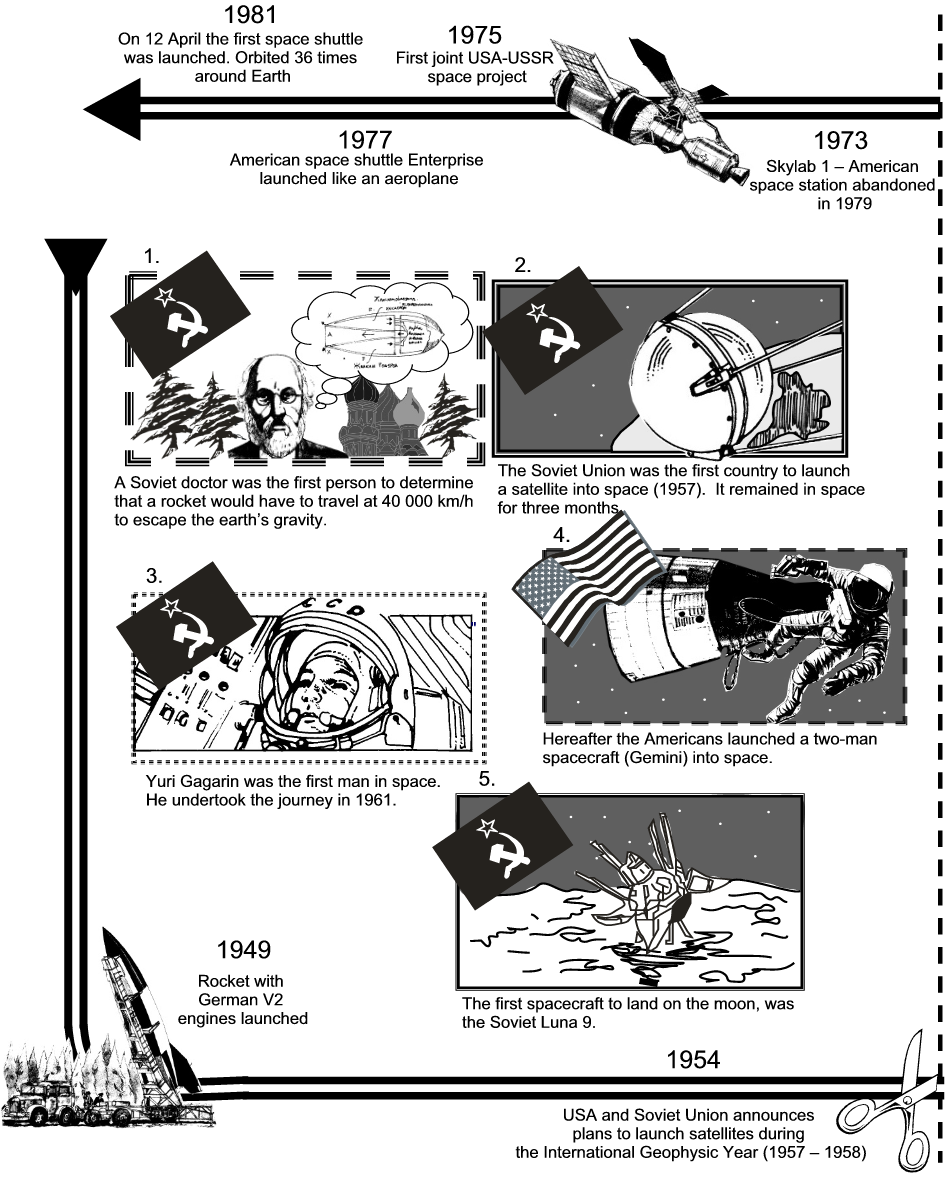 1981
On 12 April the first space shuttle
was launched. Orbited 36 times
around Earth
1975
First joint USA-USSR
space project
1977
American space shuttle Enterprise
launched like an aeroplane
1973
Skylab 1 – American
space station abandoned
in 1979
1.
A Soviet doctor was the first person to determine
that a rocket would have to travel at 40 000 km/h
to escape the earth’s gravity.
2.
The Soviet Union was the first country to launch
a satellite into space (1957).  It remained in space
for three months.
3.
CCP
Yuri Gagarin was the first man in space.
He undertook the journey in 1961.
4.
Hereafter the Americans launched a two-man
spacecraft (Gemini) into space.
5.
The first spacecraft to land on the moon, was
the Soviet Luna 9.
1949
Rocket with
German V2
engines launched
1954
USA and Soviet Union announces
plans to launch satellites during
the International Geophysic Year (1957 – 1958)